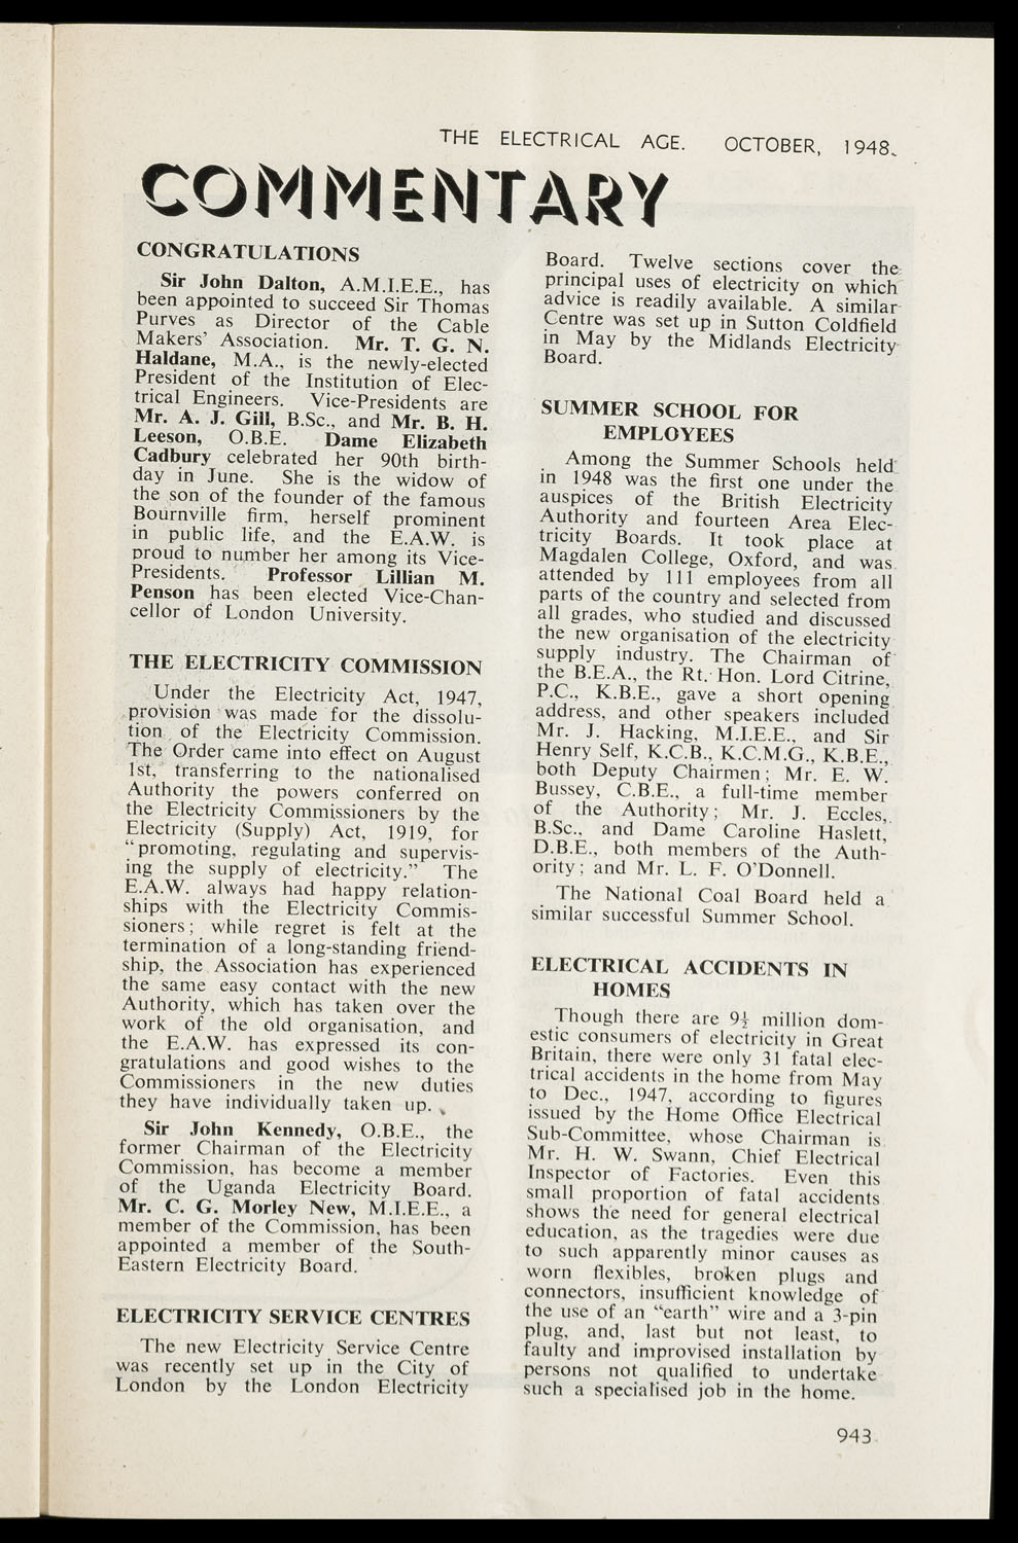 THE ELECTRICAL AGE. OCTOBER, 1948.
COMMENTARY
CONGRATULATIONS
Sir John Dalton, A.M.I.E.E., has
been appointed to succeed Sir Thomas
Purves as Director of the Cable
Makers' Association. Mr. T. G. N.
Haldane, M.A., is the newly-elected
President of the Institution of Elec-
trical Engineers. Vice-Presidents are
Mr. A. J. Gill, B.Sc., and Mr. B. H.
Leeson, O.B.E. Dame Elizabeth
Cadbury celebrated her 90th birth-
day in June. She is the widow of
the son of the founder of the famous
Bournville firm, herself prominent
in public life, and the E.A.W. is
proud to number her among its Vice-
Presidents. Professor Lillian M.
Penson has been elected Vice-Chan-
cellor of London University.
THE ELECTRICITY COMMISSION
Under the Electricity Act, 1947,
provision was made for the dissolu-
tion of the Electricity Commission.
The Order came into effect on August
1st, transferring to the nationalised
Authority the powers conferred on
the Electricity Commissioners by the
Electricity (Supply) Act, 1919, for
"promoting, regulating and supervis-
ing the supply of electricity." The
E.A.W. always had happy relation-
ships with the Electricity Commis-
sioners; while regret is felt at the
termination of a long-standing friend-
ship, the Association has experienced
the same easy contact with the new
Authority, which has taken over the
work of the old organisation, and
the E.A.W. has expressed its con-
gratulations and good wishes to the
Commissioners in the new duties
they have individually taken up.
Sir John Kennedy, O.B.E., the
former Chairman of the Electricity
Commission, has become a member
of the Uganda Electricity Board.
Mr. C. G. Morley New, M.I.E.E., a
member of the Commission, has been
appointed a member of the South-
Eastern Electricity Board.
ELECTRICITY SERVICE CENTRES
The new Electricity Service Centre
was recently set up in the City of
London by the London Electricity
Board. Twelve sections cover the
principal uses of electricity on which
advice is readily available. A similar
Centre was set up in Sutton Coldfield
in May by the Midlands Electricity
Board.
SUMMER SCHOOL FOR
EMPLOYEES
Among the Summer Schools held
in 1948 was the first one under the
auspices of the British Electricity
Authority and fourteen Area Elec-
tricity Boards. It took place at
Magdalen College, Oxford, and was
attended by 111 employees from all
parts of the country and selected from
all grades, who studied and discussed
the new organisation of the electricity
supply industry. The Chairman of
the B.E.A., the Rt. Hon. Lord Citrine,
P.C., K.B.E., gave a short opening
address, and other speakers included
Mr. J. Hacking, M.I.E.E., and Sir
Henry Self, K.C.B., K.C.M.G., K.B.E.,
both Deputy Chairmen; Mr. E. W.
Bussey, C.B.E., a full-time member
of the Authority; Mr. J. Eccles,
B.Sc., and Dame Caroline Haslett,
D.B.E., both members of the Auth-
ority; and Mr. L. F. O'Donnell.
The National Coal Board held a
similar successful Summer School.
ELECTRICAL ACCIDENTS IN
HOMES
Though there are 9½ million dom-
estic consumers of electricity in Great
Britain, there were only 31 fatal elec-
trical accidents in the home from May
to Dec., 1947, according to figures
issued by the Home Office Electrical
Sub-Committee, whose Chairman is
Mr. H. W. Swann, Chief Electrical
Inspector of Factories. Even this
small proportion of fatal accidents
shows the need for general electrical
education, as the tragedies were due
to such apparently minor causes as
worn flexibles, broken plugs and
connectors, insufficient knowledge of
the use of an "earth" wire and a 3-pin
plug, and, last but not least, to
faulty and improvised installation by
persons not qualified to undertake
such a specialised job in the home.
943